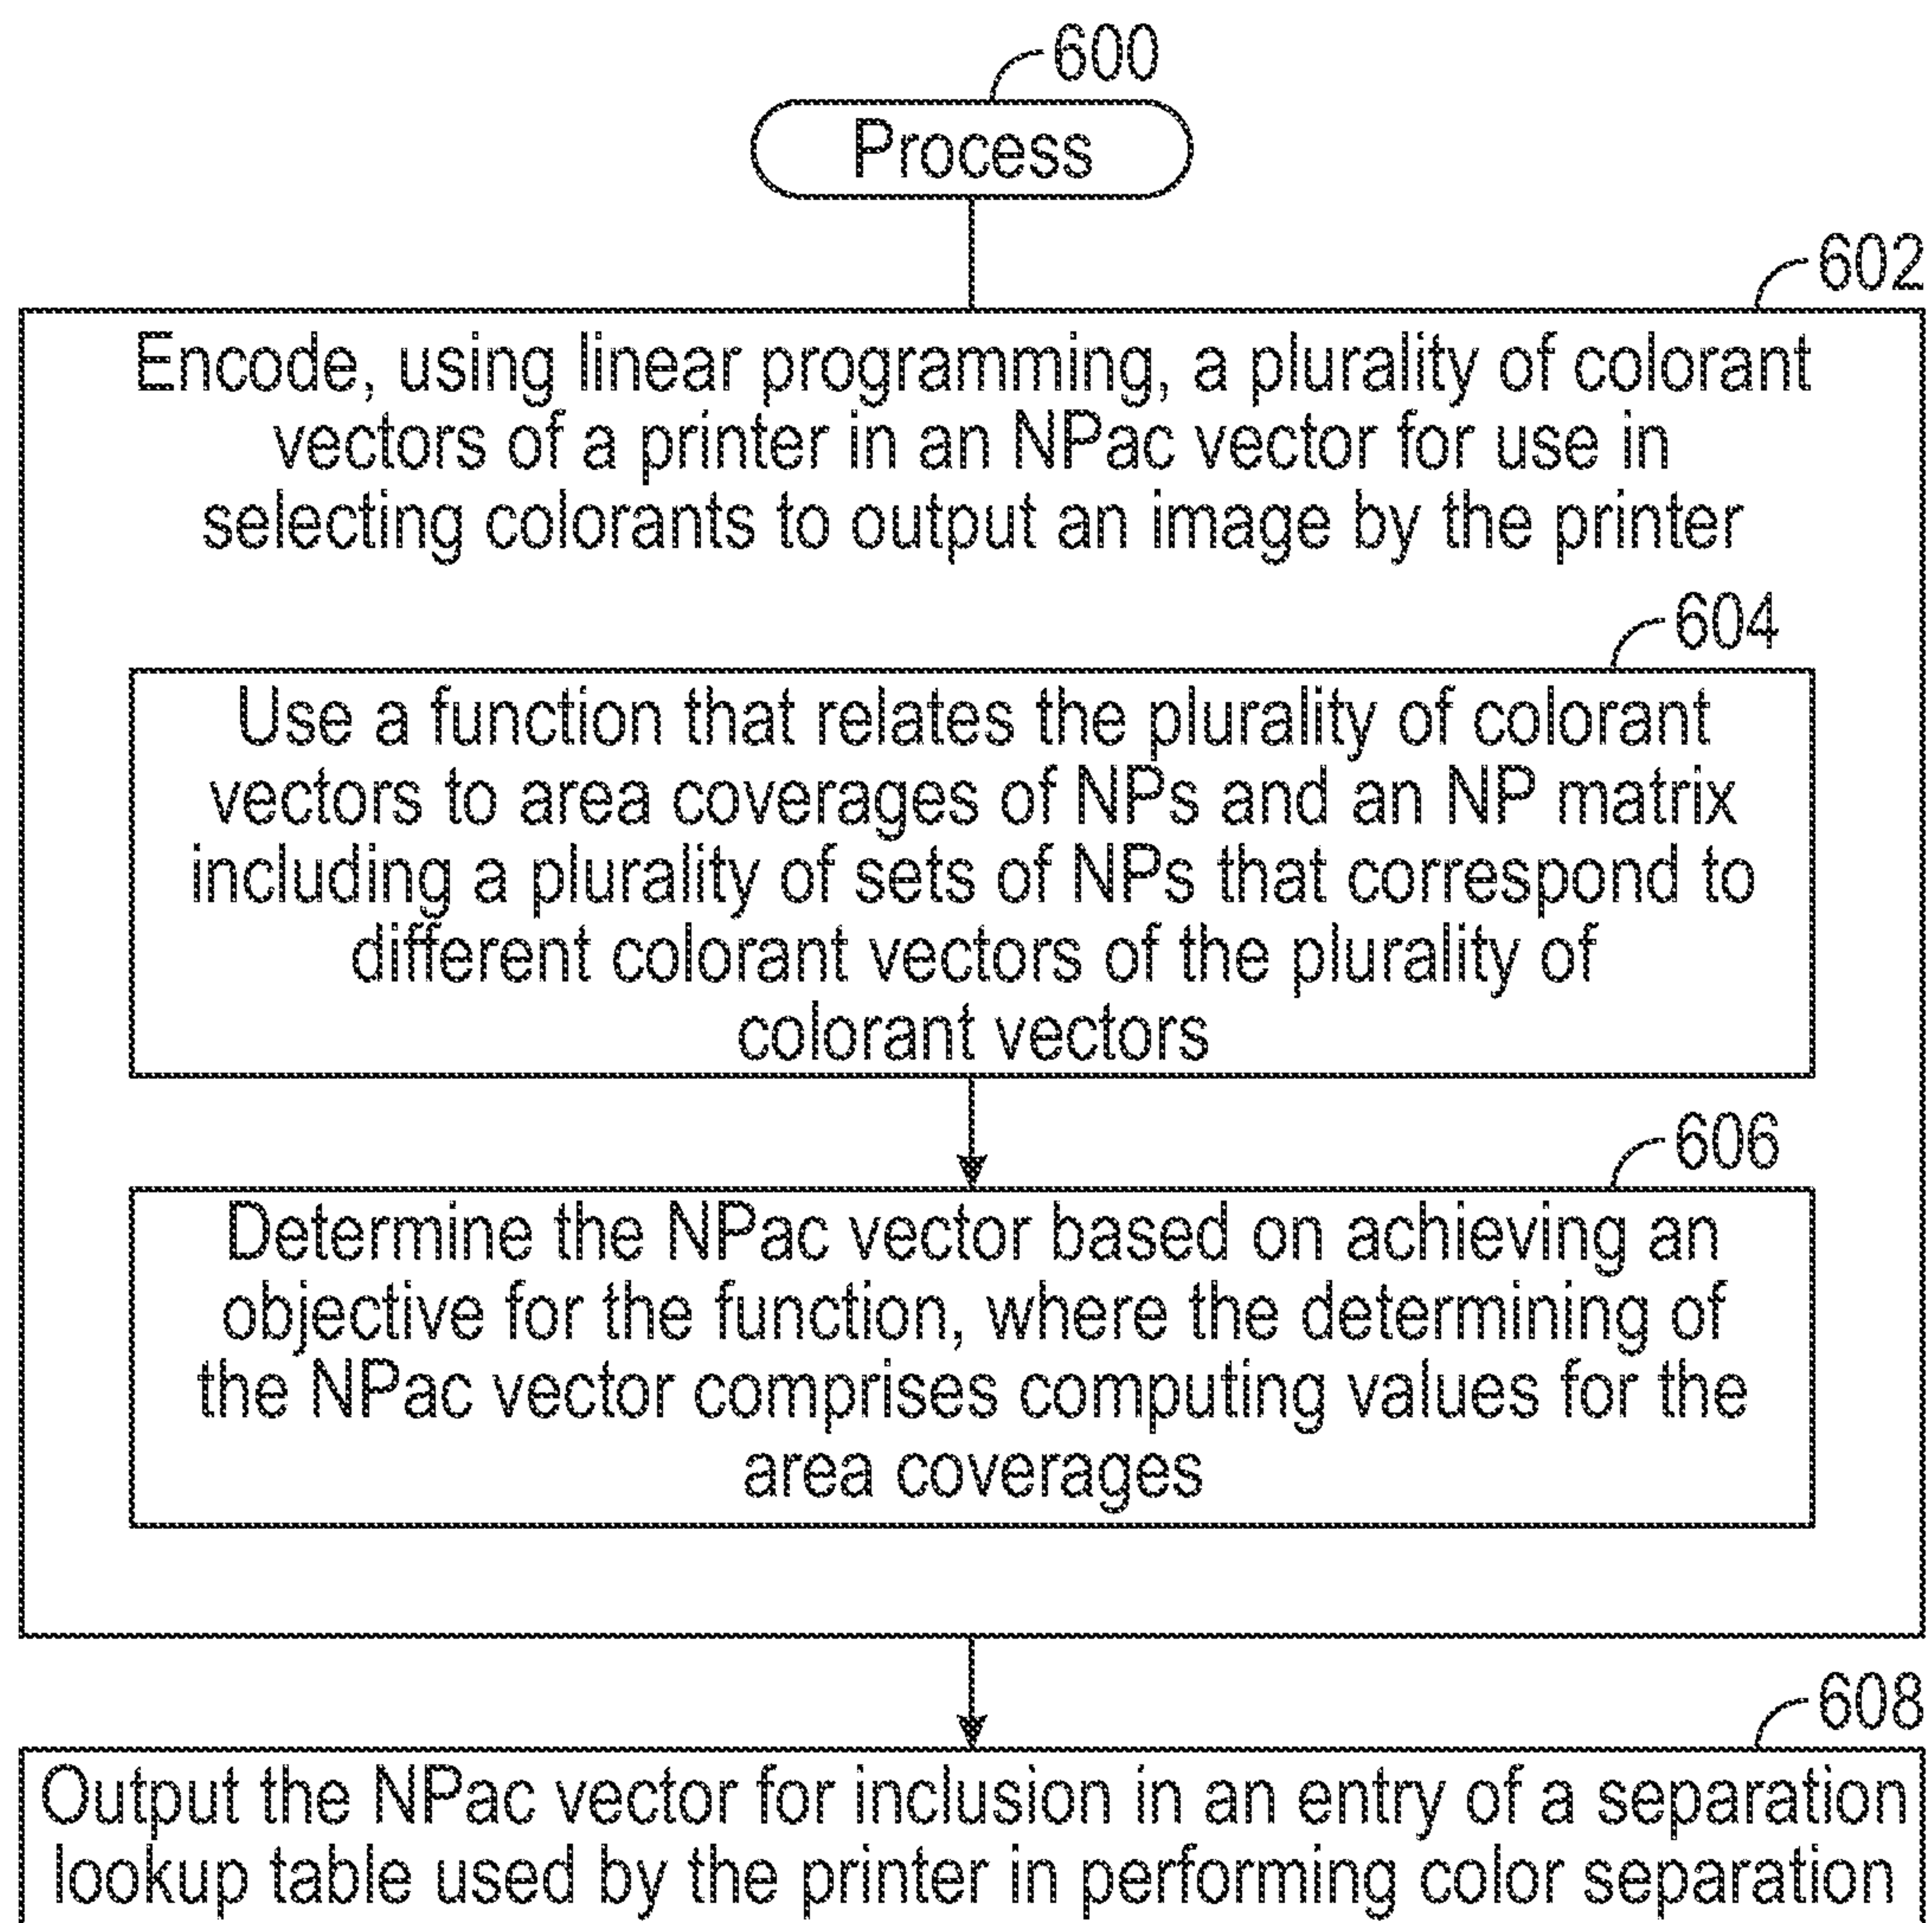 600
Process
602
Encode, using linear programming, a plurality of colorant
vectors of a printer in an NPac vector for use in
selecting colorants to output an image by the printer
604
Use a function that relates the plurality of colorant
vectors to area coverages of NPs and an NP matrix
including a plurality of sets of NPs that correspond to
different colorant vectors of the plurality of
colorant vectors
606
Determine the NPac vector based on achieving an
objective for the function, where the determining of
the NPac vector comprises computing values for the
area coverages
608
Output the NPac vector for inclusion in an entry of a separation
lookup table used by the printer in performing color separation